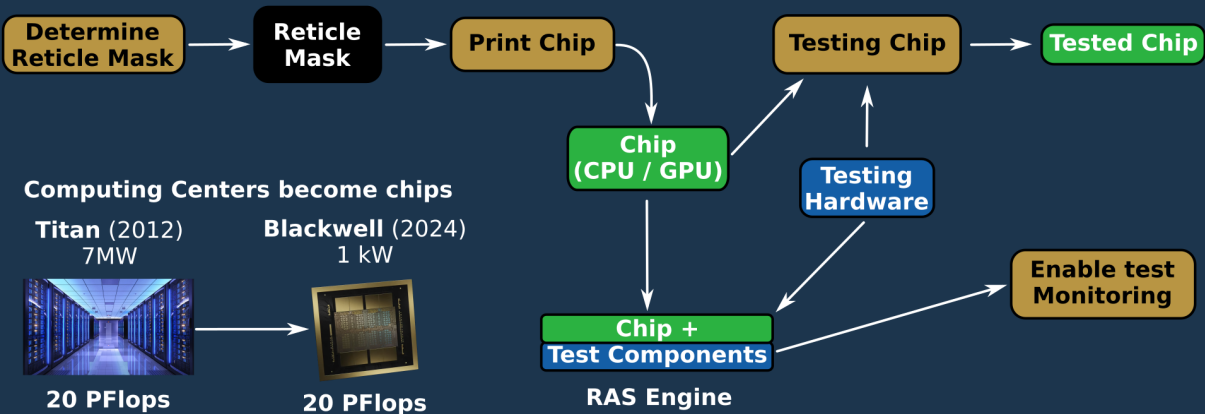 Determine
Reticle Mask
Reticle
Mask
Print Chip
Testing Chip
Tested Chip
Chip
(CPU / GPU)
Testing
Hardware
Computing Centers become chips
Titan (2012)
7MW
Blackwell (2024)
1 kW
Enable test
Monitoring
Chip +
Test Components
RAS Engine
20 PFlops
20 PFlops